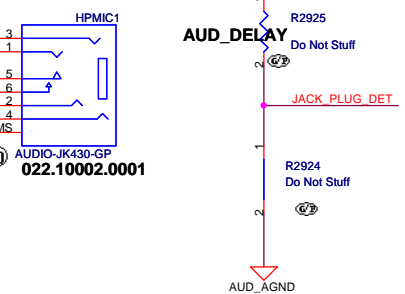 HPMIC1
3
1
5
6
2
4
MS
AUDIO-JK430-GP
022.10002.0001
R2925
AUD_DELAY
Do Not Stuff
2
G/P
JACK_PLUG_DET
1
R2924
Do Not Stuff
2
G/P
AUD_AGND